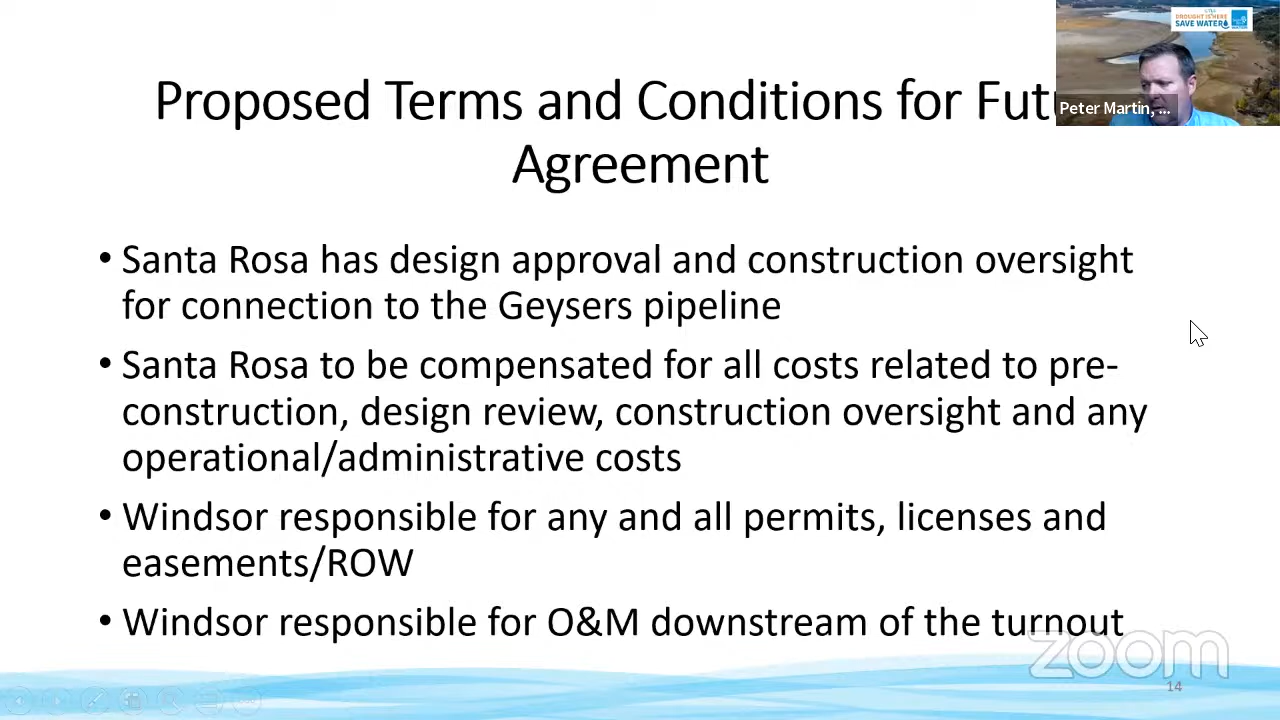 DROUGHT IS HERE
SAVE WATER
Peter Martin, ...
Proposed Terms and Conditions for Fut
Agreement
• Santa Rosa has design approval and construction oversight
for connection to the Geysers pipeline
• Santa Rosa to be compensated for all costs related to pre-
construction, design review, construction oversight and any
operational/administrative costs
• Windsor responsible for any and all permits, licenses and
easements/ROW
• Windsor responsible for O&M downstream of the turnout
zoom
14